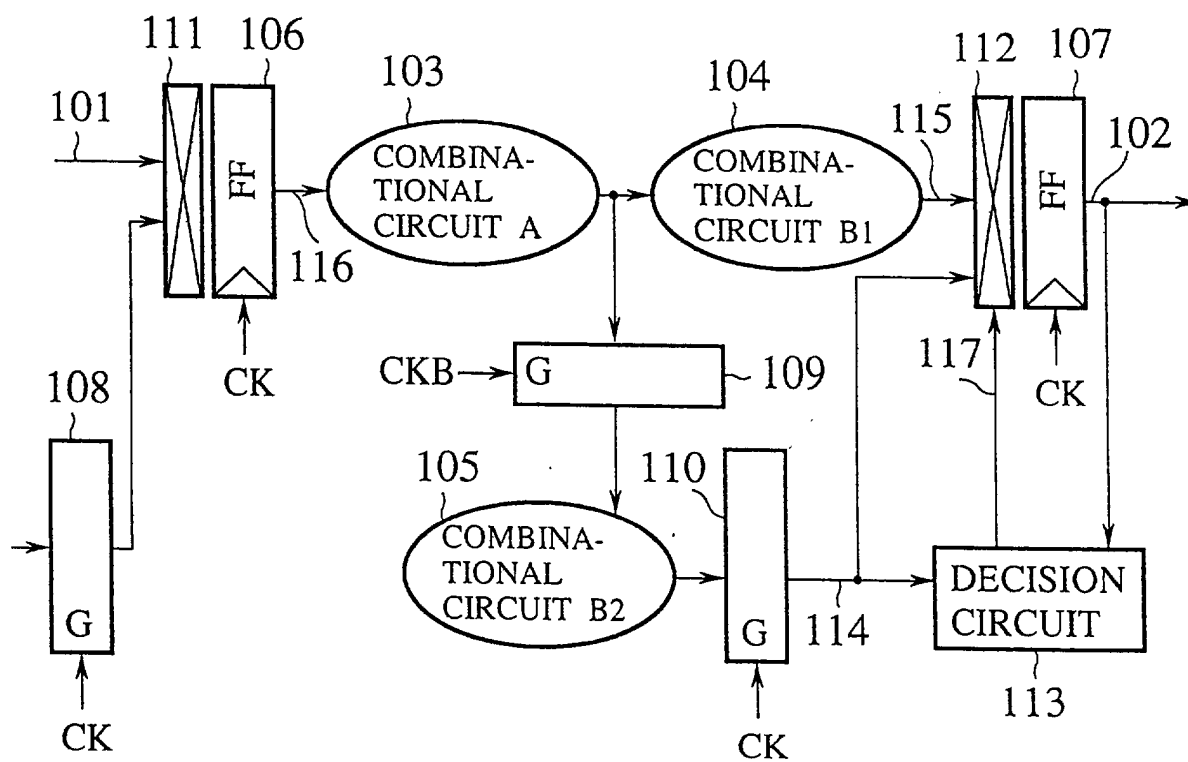 111 106
112 107
103
104
101
115
102
FF
FF
COMBINA-
TIONAL
CIRCUIT A
COMBINA-
TIONAL
CIRCUIT B1
116
CK
117
CK
CKB
G
109
108
105
110
COMBINA-
TIONAL
CIRCUIT B2
G
G
114
DECISION
CIRCUIT
113
CK
CK